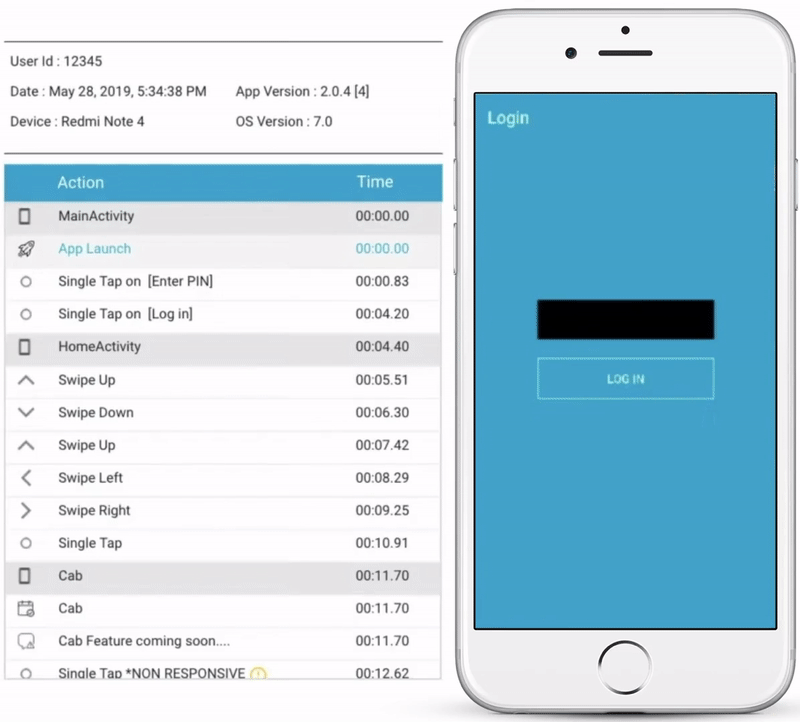 User Id : 12345
Date : May 28, 2019, 5:34:38 PM App Version : 2.0.4 [4]
Device : Redmi Note 4 OS Version : 7.0
Action Time
MainActivity 00:00.00
App Launch 00:00.00
Single Tap on [Enter PIN] 00:00.83
Single Tap on [Log in] 00:04.20
HomeActivity 00:04.40
Swipe Up 00:05.51
Swipe Down 00:06.30
Swipe Up 00:07.42
Swipe Left 00:08.29
Swipe Right 00:09.25
Single Tap 00:10.91
Cab 00:11.70
Cab 00:11.70
Cab Feature coming soon.... 00:11.70
Single Tap *NON RESPONSIVE 00:12.62
Login
LOG IN